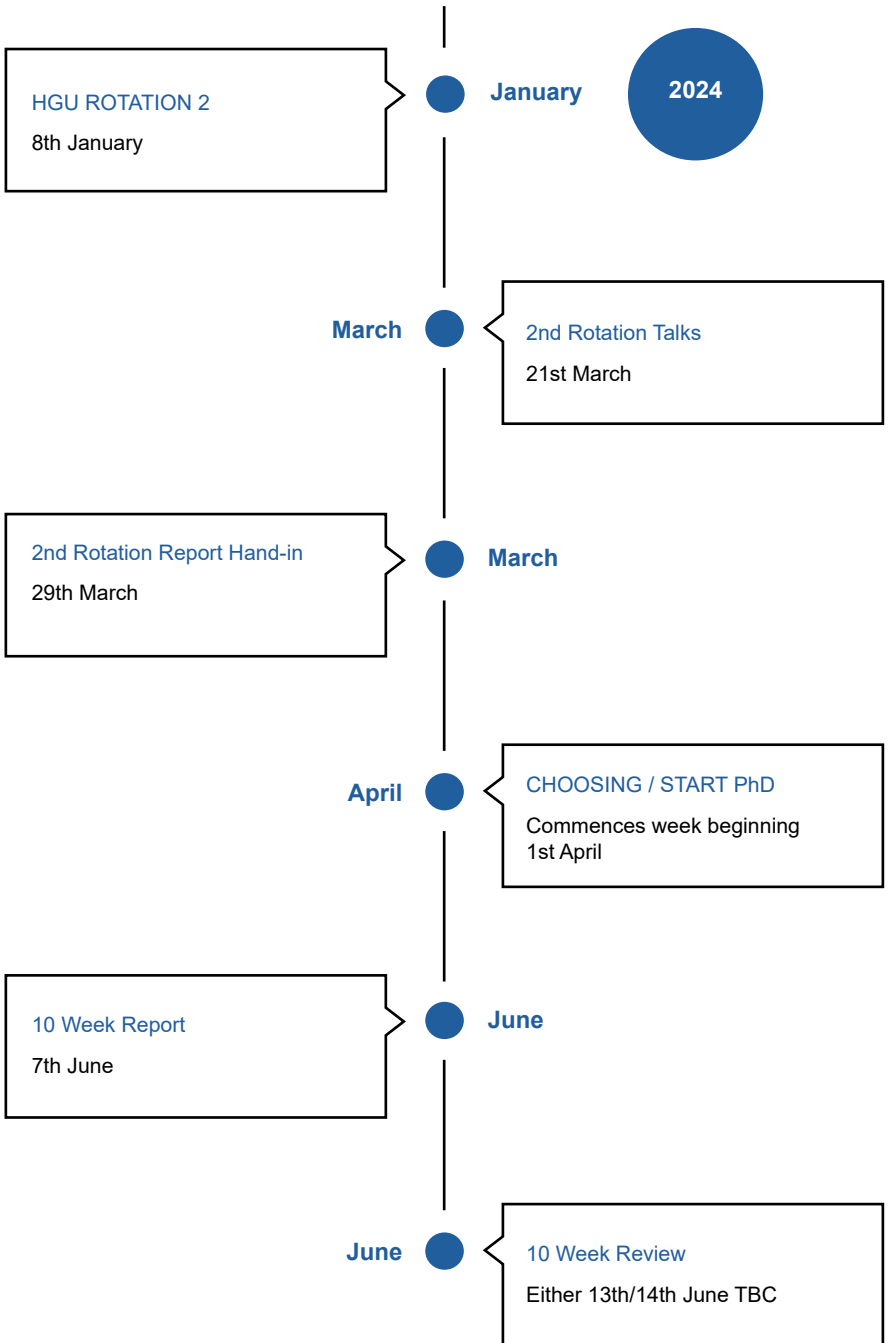 2024
January
HGU ROTATION 2
8th January
March
2nd Rotation Talks
21st March
March
2nd Rotation Report Hand-in
29th March
April
CHOOSING / START PhD
Commences week beginning
1st April
June
10 Week Report
7th June
June
10 Week Review
Either 13th/14th June TBC